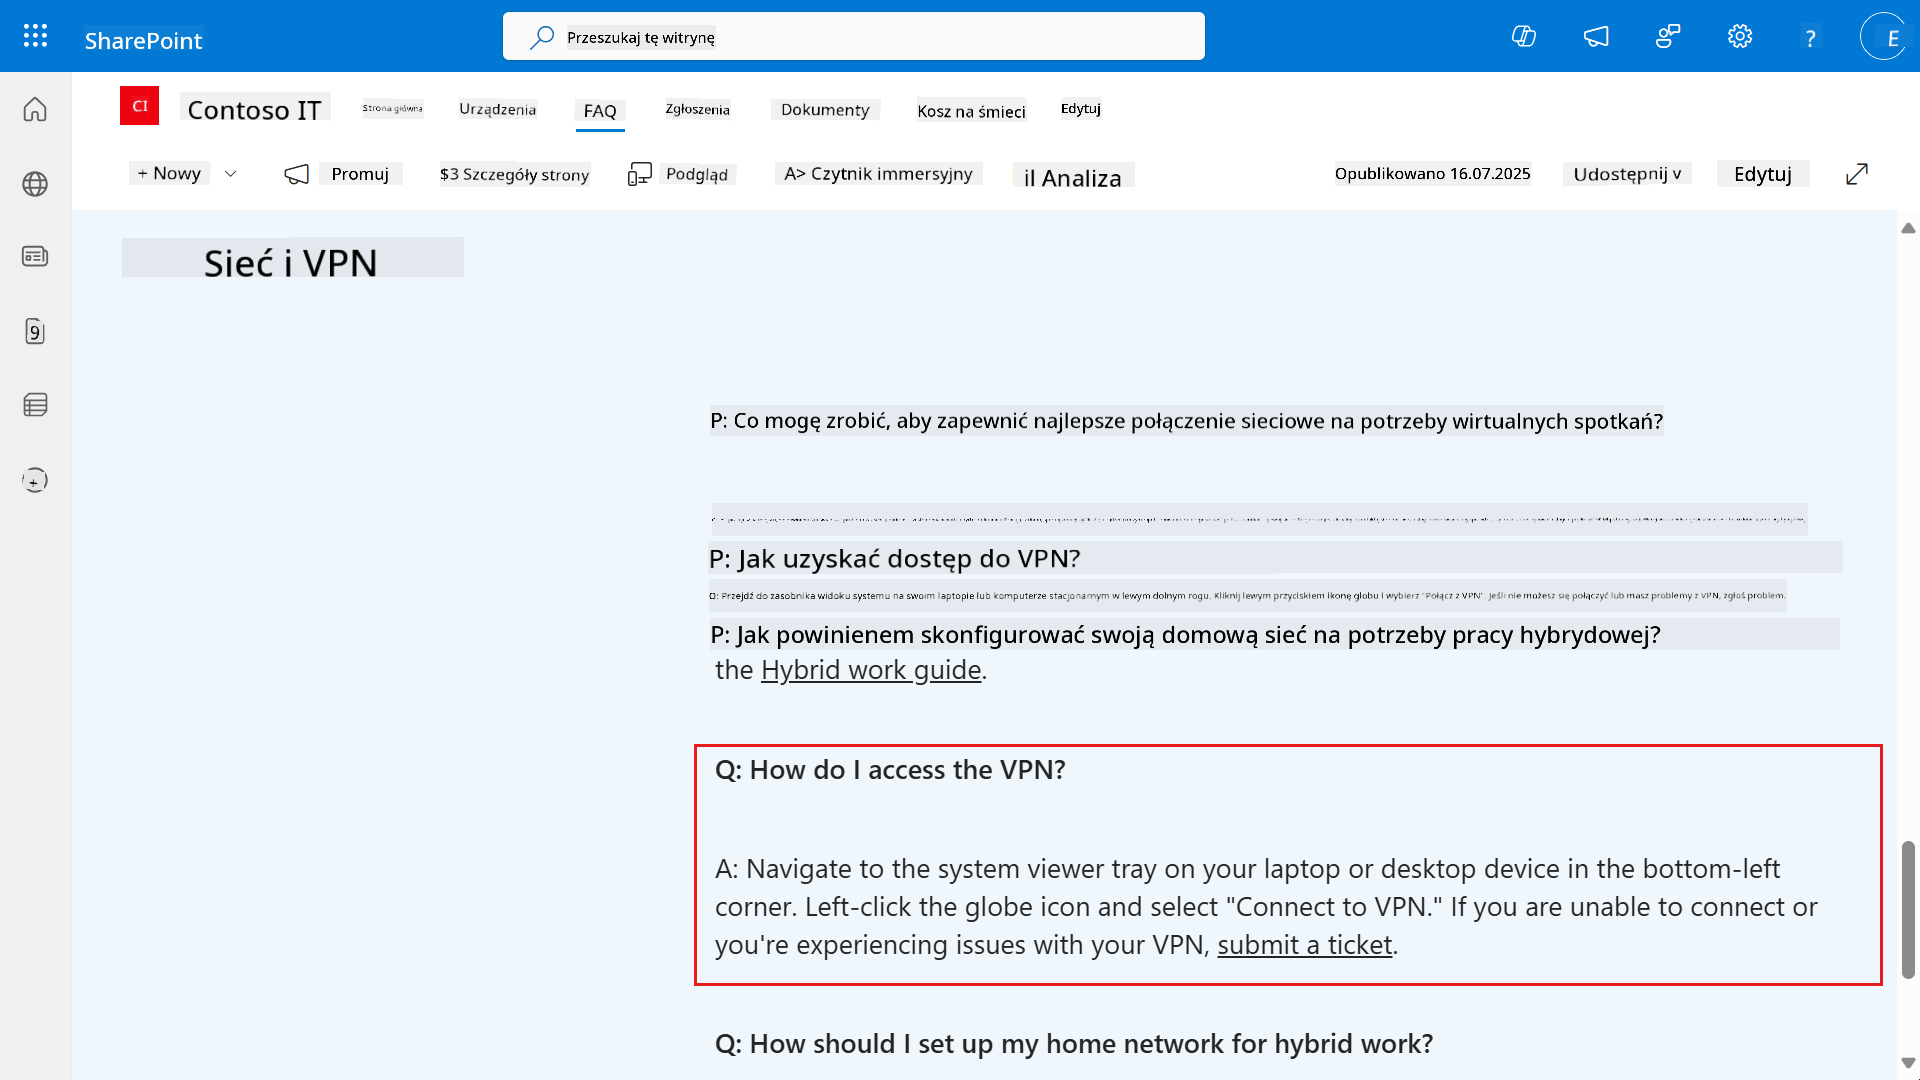 SharePoint
Przeszukaj tę witrynę
?
E
CI
Contoso IT
Strona główna
Urządzenia
FAQ
Zgłoszenia
Dokumenty
Kosz na śmieci
Edytuj
+ Nowy
Promuj
$3 Szczegóły strony
Podgląd
A> Czytnik immersyjny
il Analiza
Opublikowano 16.07.2025
Udostępnij v
Edytuj
9
+
Sieć i VPN
P: Co mogę zrobić, aby zapewnić najlepsze połączenie sieciowe na potrzeby wirtualnych spotkań?
P: Jak uzyskać dostęp do VPN?
O: Przejdź do zasobnika widoku systemu na swoim laptopie lub komputerze stacjonarnym w lewym dolnym rogu. Kliknij lewym przyciskiem ikonę globu i wybierz "Połącz z VPN". Jeśli nie możesz się połączyć lub masz problemy z VPN, zgłoś problem.
P: Jak powinienem skonfigurować swoją domową sieć na potrzeby pracy hybrydowej?
the Hybrid work guide.
Q: How do I access the VPN?
A: Navigate to the system viewer tray on your laptop or desktop device in the bottom-left
corner. Left-click the globe icon and select "Connect to VPN." If you are unable to connect or
you're experiencing issues with your VPN, submit a ticket.
Q: How should I set up my home network for hybrid work?